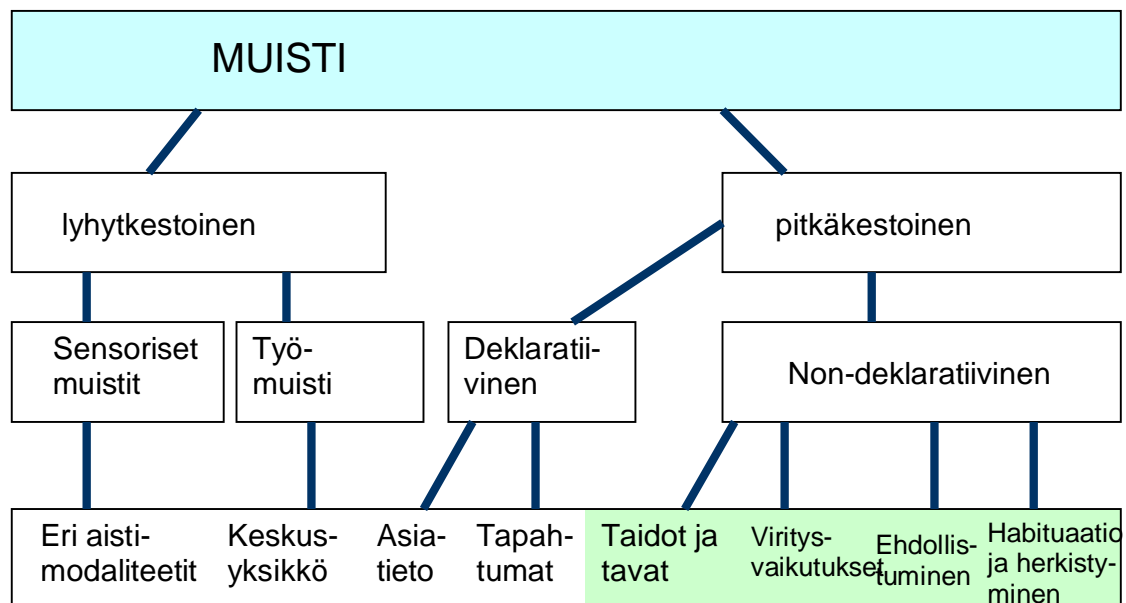 MUISTI
lyhytkestoinen
pitkäkestoinen
Sensoriset
muistit
Työ-
muisti
Deklaratii-
vinen
Non-deklaratiivinen
Eri aisti-
modaliteetit
Keskus-
yksikkö
Asia-
tieto
Tapah-
tumat
Taidot ja
tavat
Viritys-
vaikutukset
Ehdollis-
tuminen
Habituaatio
ja herkisty-
minen